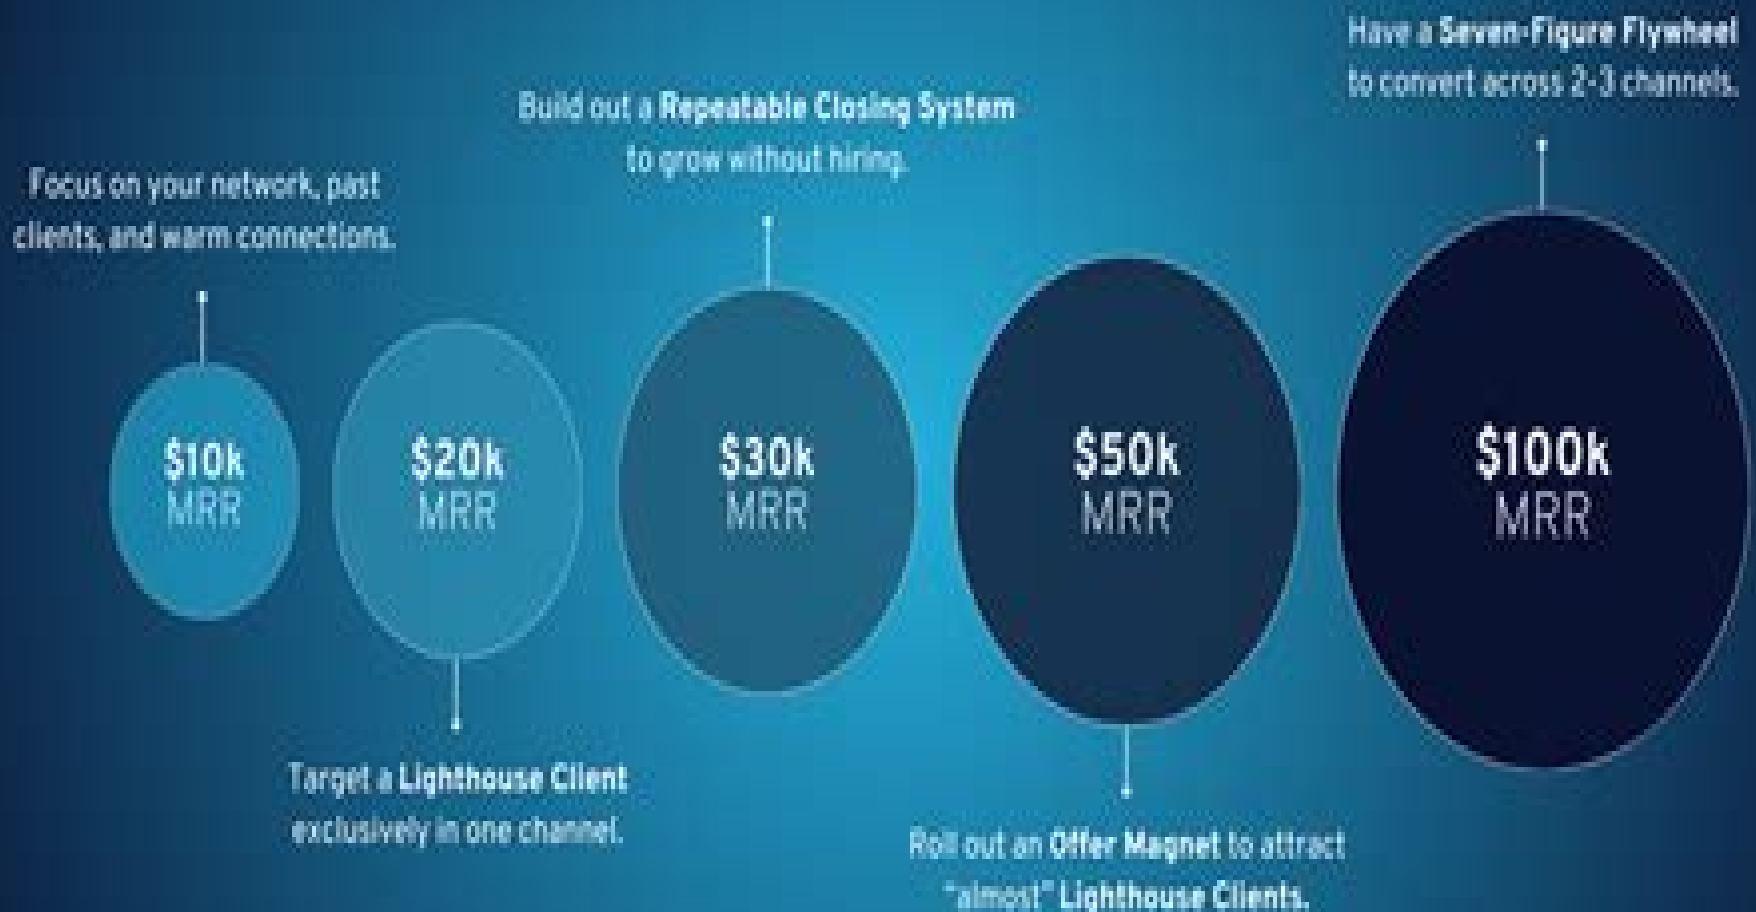 Have a Seven-Figure Flywheel
to convert across 2-3 channels.
Build out a Repeatable Closing System
to grow without hiring.
Focus on your network, past
clients, and warm connections.
$10k
MRR
$20k
MRR
$30k
MRR
$50k
MRR
$100k
MRR
Target a Lighthouse Client
exclusively in one channel.
Roll out an Offer Magnet to attract
"almost" Lighthouse Clients.